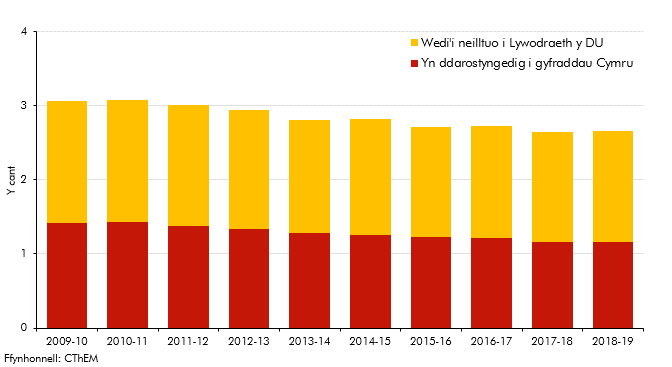 4
Wedi'i neilltuo i Lywodraeth y DU
Yn ddarostyngedig i gyfraddau Cymru
3
Y cant
2
1
0
2009-10 2010-11 2011-12 2012-13 2013-14 2014-15 2015-16 2016-17 2017-18 2018-19
Ffynhonnell: CThEM